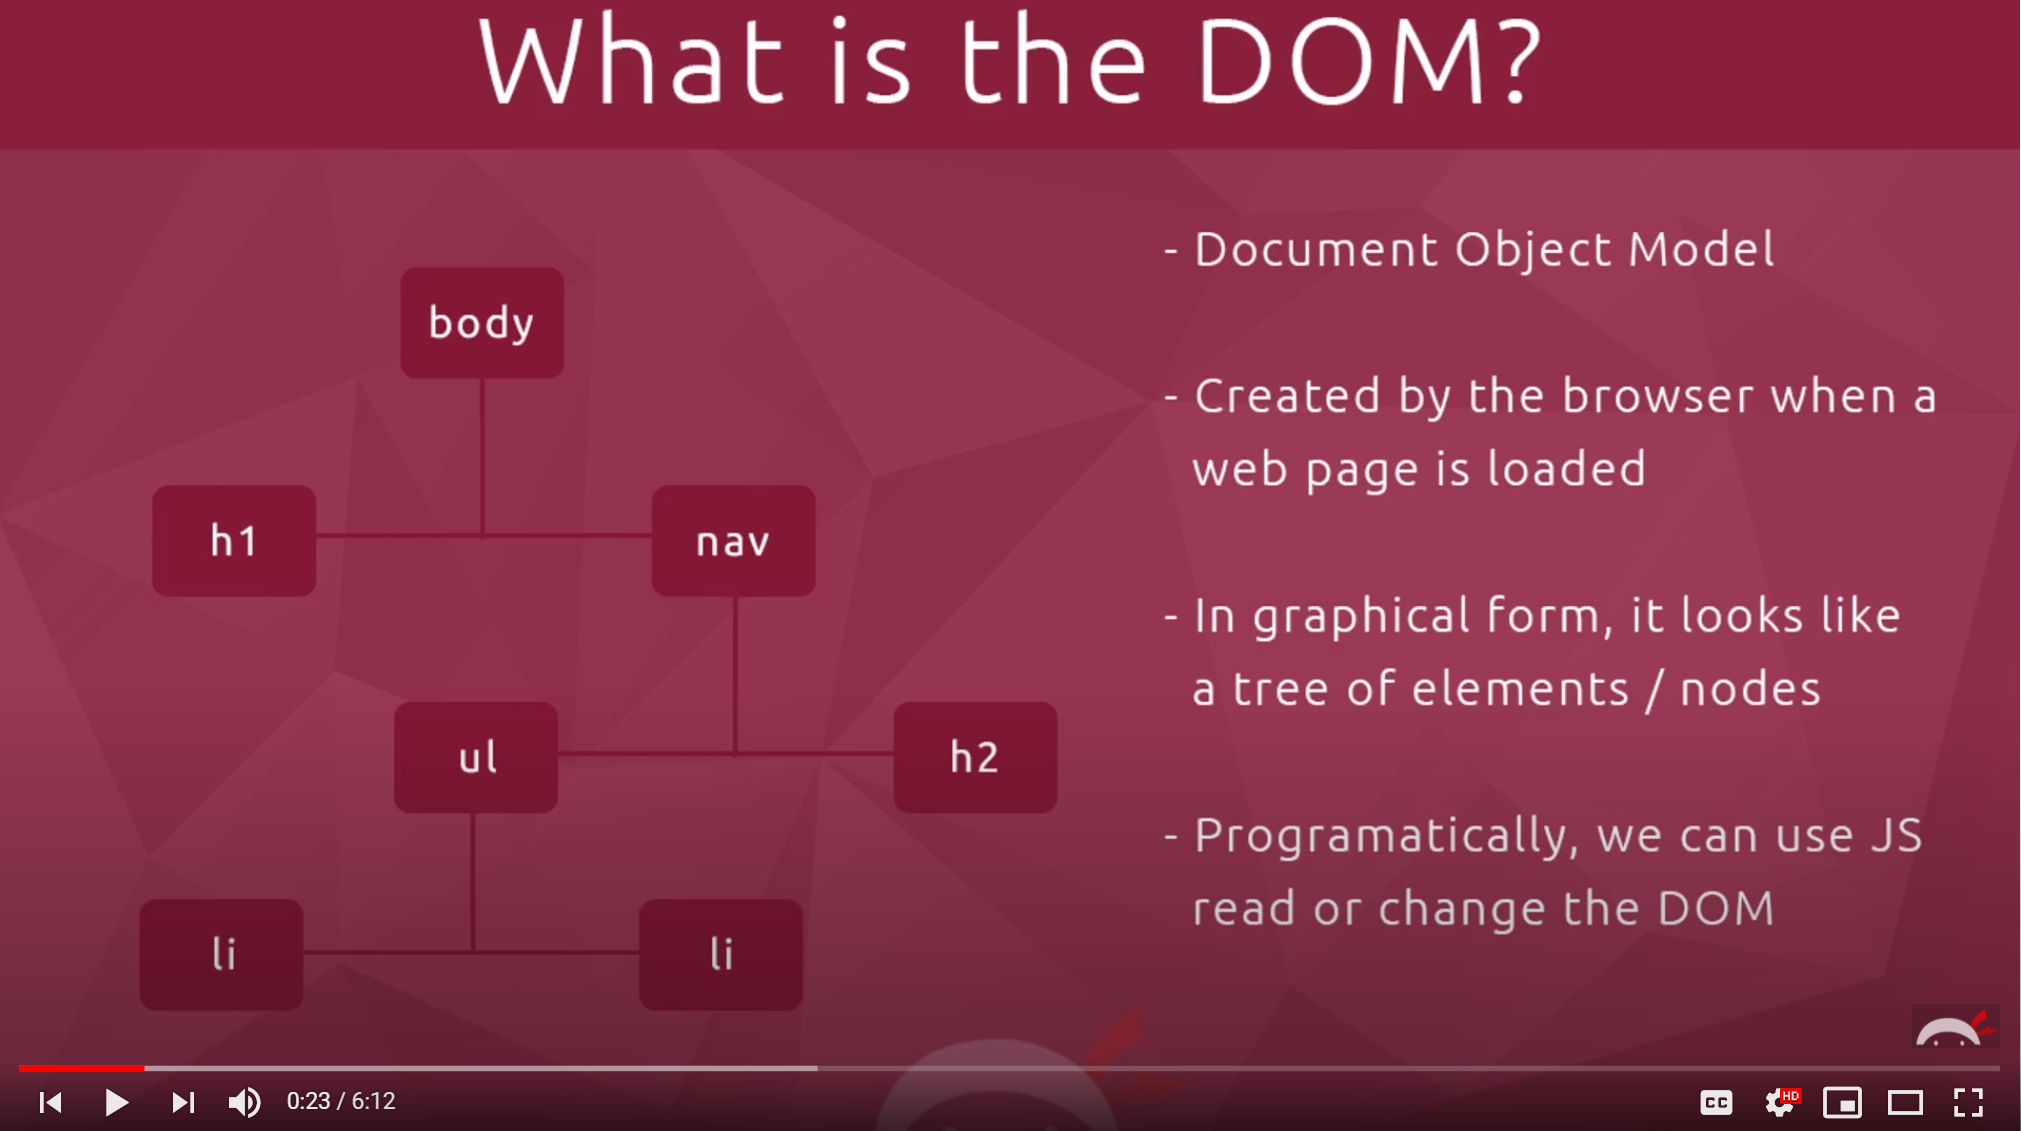 What is the DOM?
- Document Object Model
- Created by the browser when a
web page is loaded
- In graphical form, it looks like
a tree of elements / nodes
- Programatically, we can use JS
read or change the DOM
body
h1
nav
ul
h2
li
li
0:23 / 6:12
CC
HD